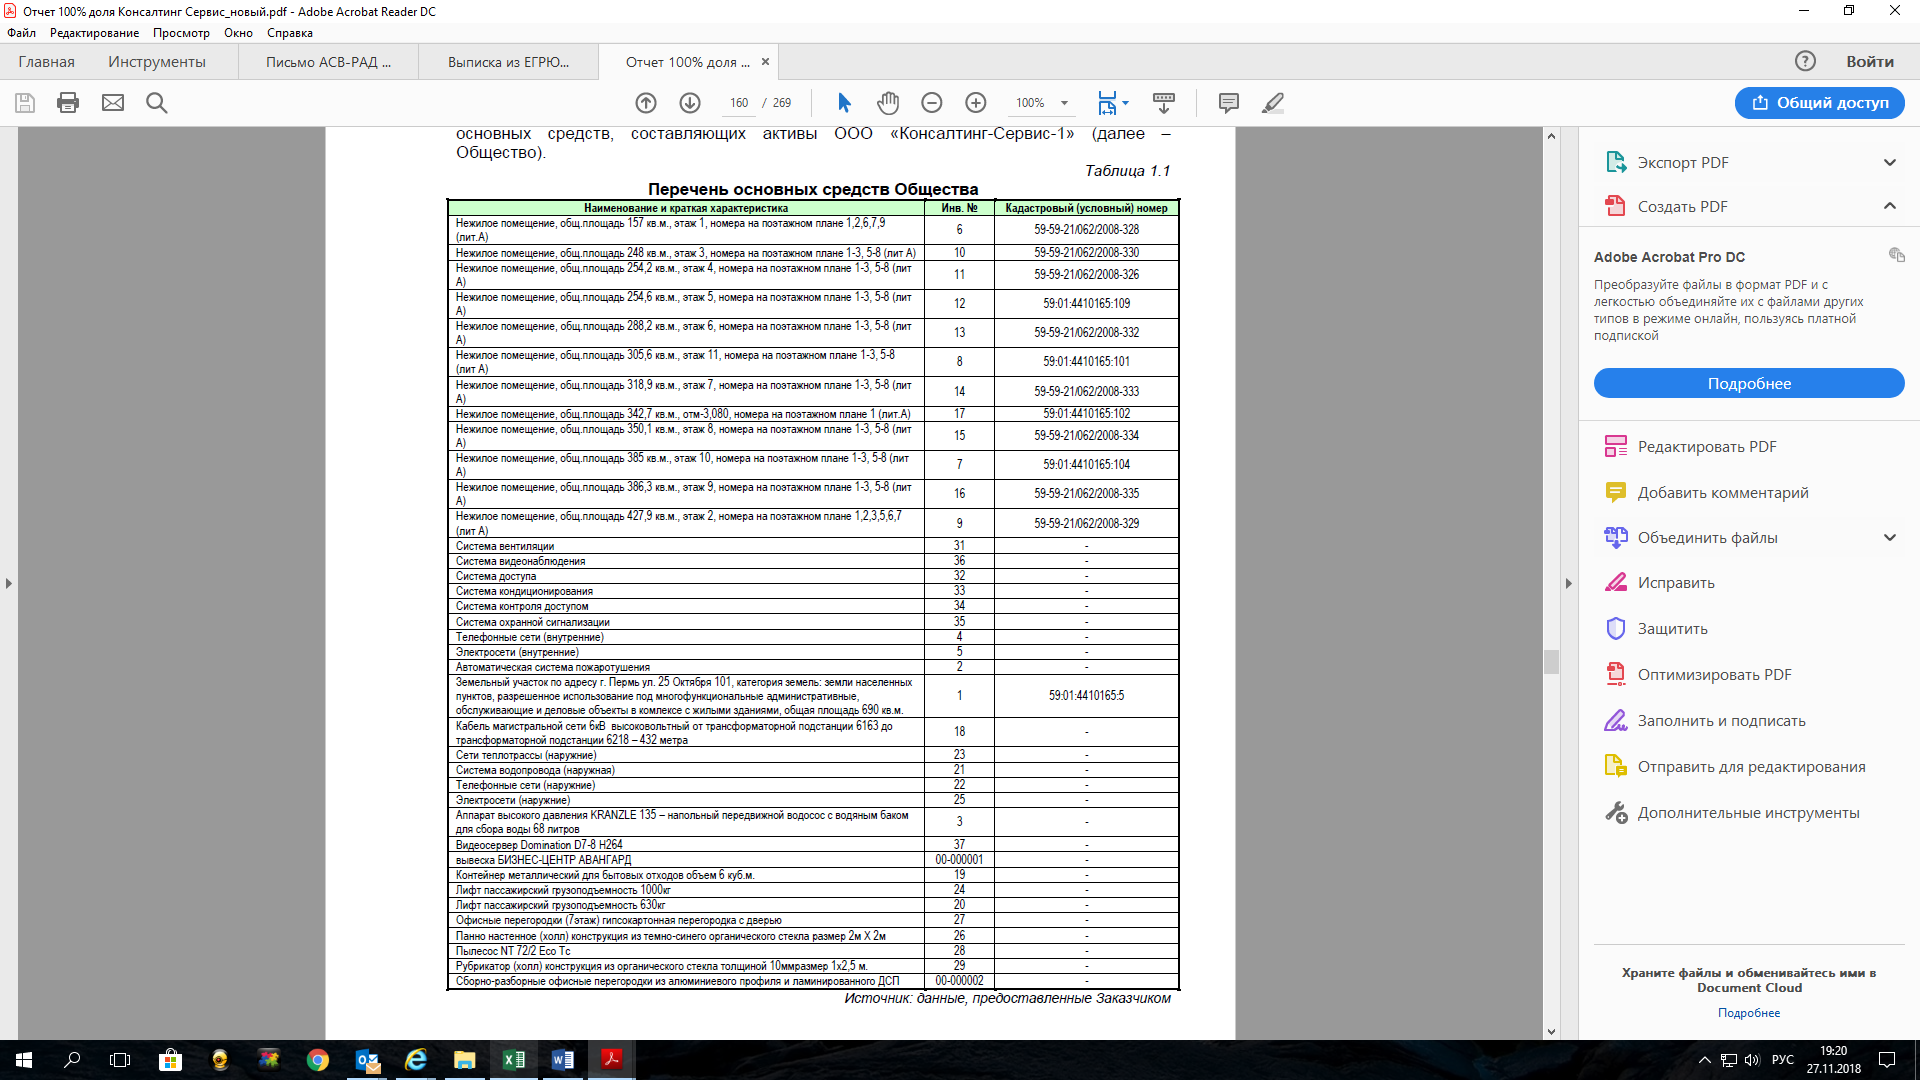 Отчет 100% доля Консалтинг Сервис_новый.pdf - Adobe Acrobat Reader DC
Файл Редактирование Просмотр Окно Справка
Главная Инструменты Письмо АСВ-РАД ... Выписка из ЕГРЮ... Отчет 100% доля ... × Войти
160 / 269 100% Общий доступ
основных средств, составляющих активы ООО «Консалтинг-Сервис-1» (далее –
Общество).
Таблица 1.1
Перечень основных средств Общества
Наименование и краткая характеристика Инв. № Кадастровый (условный) номер
Нежилое помещение, общ.площадь 157 кв.м., этаж 1, номера на поэтажном плане 1,2,6,7,9
(лит.А) 6 59-59-21/062/2008-328
Нежилое помещение, общ.площадь 248 кв.м., этаж 3, номера на поэтажном плане 1-3, 5-8 (лит А) 10 59-59-21/062/2008-330
Нежилое помещение, общ.площадь 254,2 кв.м., этаж 4, номера на поэтажном плане 1-3, 5-8 (лит
А) 11 59-59-21/062/2008-326
Нежилое помещение, общ.площадь 254,6 кв.м., этаж 5, номера на поэтажном плане 1-3, 5-8 (лит
А) 12 59:01:4410165:109
Нежилое помещение, общ.площадь 288,2 кв.м., этаж 6, номера на поэтажном плане 1-3, 5-8 (лит
А) 13 59-59-21/062/2008-332
Нежилое помещение, общ.площадь 305,6 кв.м., этаж 11, номера на поэтажном плане 1-3, 5-8
(лит А) 8 59:01:4410165:101
Нежилое помещение, общ.площадь 318,9 кв.м., этаж 7, номера на поэтажном плане 1-3, 5-8 (лит
А) 14 59-59-21/062/2008-333
Нежилое помещение, общ.площадь 342,7 кв.м., отм-3,080, номера на поэтажном плане 1 (лит.А) 17 59:01:4410165:102
Нежилое помещение, общ.площадь 350,1 кв.м., этаж 8, номера на поэтажном плане 1-3, 5-8 (лит
А) 15 59-59-21/062/2008-334
Нежилое помещение, общ.площадь 385 кв.м., этаж 10, номера на поэтажном плане 1-3, 5-8 (лит
А) 7 59:01:4410165:104
Нежилое помещение, общ.площадь 386,3 кв.м., этаж 9, номера на поэтажном плане 1-3, 5-8 (лит
А) 16 59-59-21/062/2008-335
Нежилое помещение, общ.площадь 427,9 кв.м., этаж 2, номера на поэтажном плане 1,2,3,5,6,7
(лит А) 9 59-59-21/062/2008-329
Система вентиляции 31 -
Система видеонаблюдения 36 -
Система доступа 32 -
Система кондиционирования 33 -
Система контроля доступом 34 -
Система охранной сигнализации 35 -
Телефонные сети (внутренние) 4 -
Электросети (внутренние) 5 -
Автоматическая система пожаротушения 2 -
Земельный участок по адресу г. Пермь ул. 25 Октября 101, категория земель: земли населенных
пунктов, разрешенное использование под многофункциональные административные, 1 59:01:4410165:5
обслуживающие и деловые объекты в комлексе с жилыми зданиями, общая площадь 690 кв.м.
Кабель магистральной сети 6кВ высоковольтный от трансформаторной подстанции 6163 до
трансформаторной подстанции 6218 – 432 метра 18 -
Сети теплотрассы (наружние) 23 -
Система водопровода (наружная) 21 -
Телефонные сети (наружние) 22 -
Электросети (наружние) 25 -
Аппарат высокого давления KRANZLE 135 – напольный передвижной водосос с водяным баком
для сбора воды 68 литров 3 -
Видеосервер Domination D7-8 H264 37 -
вывеска БИЗНЕС-ЦЕНТР АВАНГАРД 00-000001 -
Контейнер металлический для бытовых отходов объем 6 куб.м. 19 -
Лифт пассажирский грузоподъемность 1000кг 24 -
Лифт пассажирский грузоподъемность 630кг 20 -
Офисные перегородки (7этаж) гипсокартонная перегородка с дверью 27 -
Панно настенное (холл) конструкция из темно-синего органического стекла размер 2м Х 2м 26 -
Пылесос NT 72/2 Eco Tc 28 -
Рубрикатор (холл) конструкция из органического стекла толщиной 10ммразмер 1х2,5 м. 29 -
Сборно-разборные офисные перегородки из алюминиевого профиля и ламинированного ДСП 00-000002 -
Источник: данные, предоставленные Заказчиком
Экспорт PDF
Создать PDF
Adobe Acrobat Pro DC
Преобразуйте файлы в формат PDF и с
легкостью объединяйте их с файлами других
типов в режиме онлайн, пользуясь платной
подпиской
Подробнее
Редактировать PDF
Добавить комментарий
Объединить файлы
Исправить
Защитить
Оптимизировать PDF
Заполнить и подписать
Отправить для редактирования
Дополнительные инструменты
Храните файлы и обменивайтесь ими в
Document Cloud
Подробнее
РУС 19:20
27.11.2018